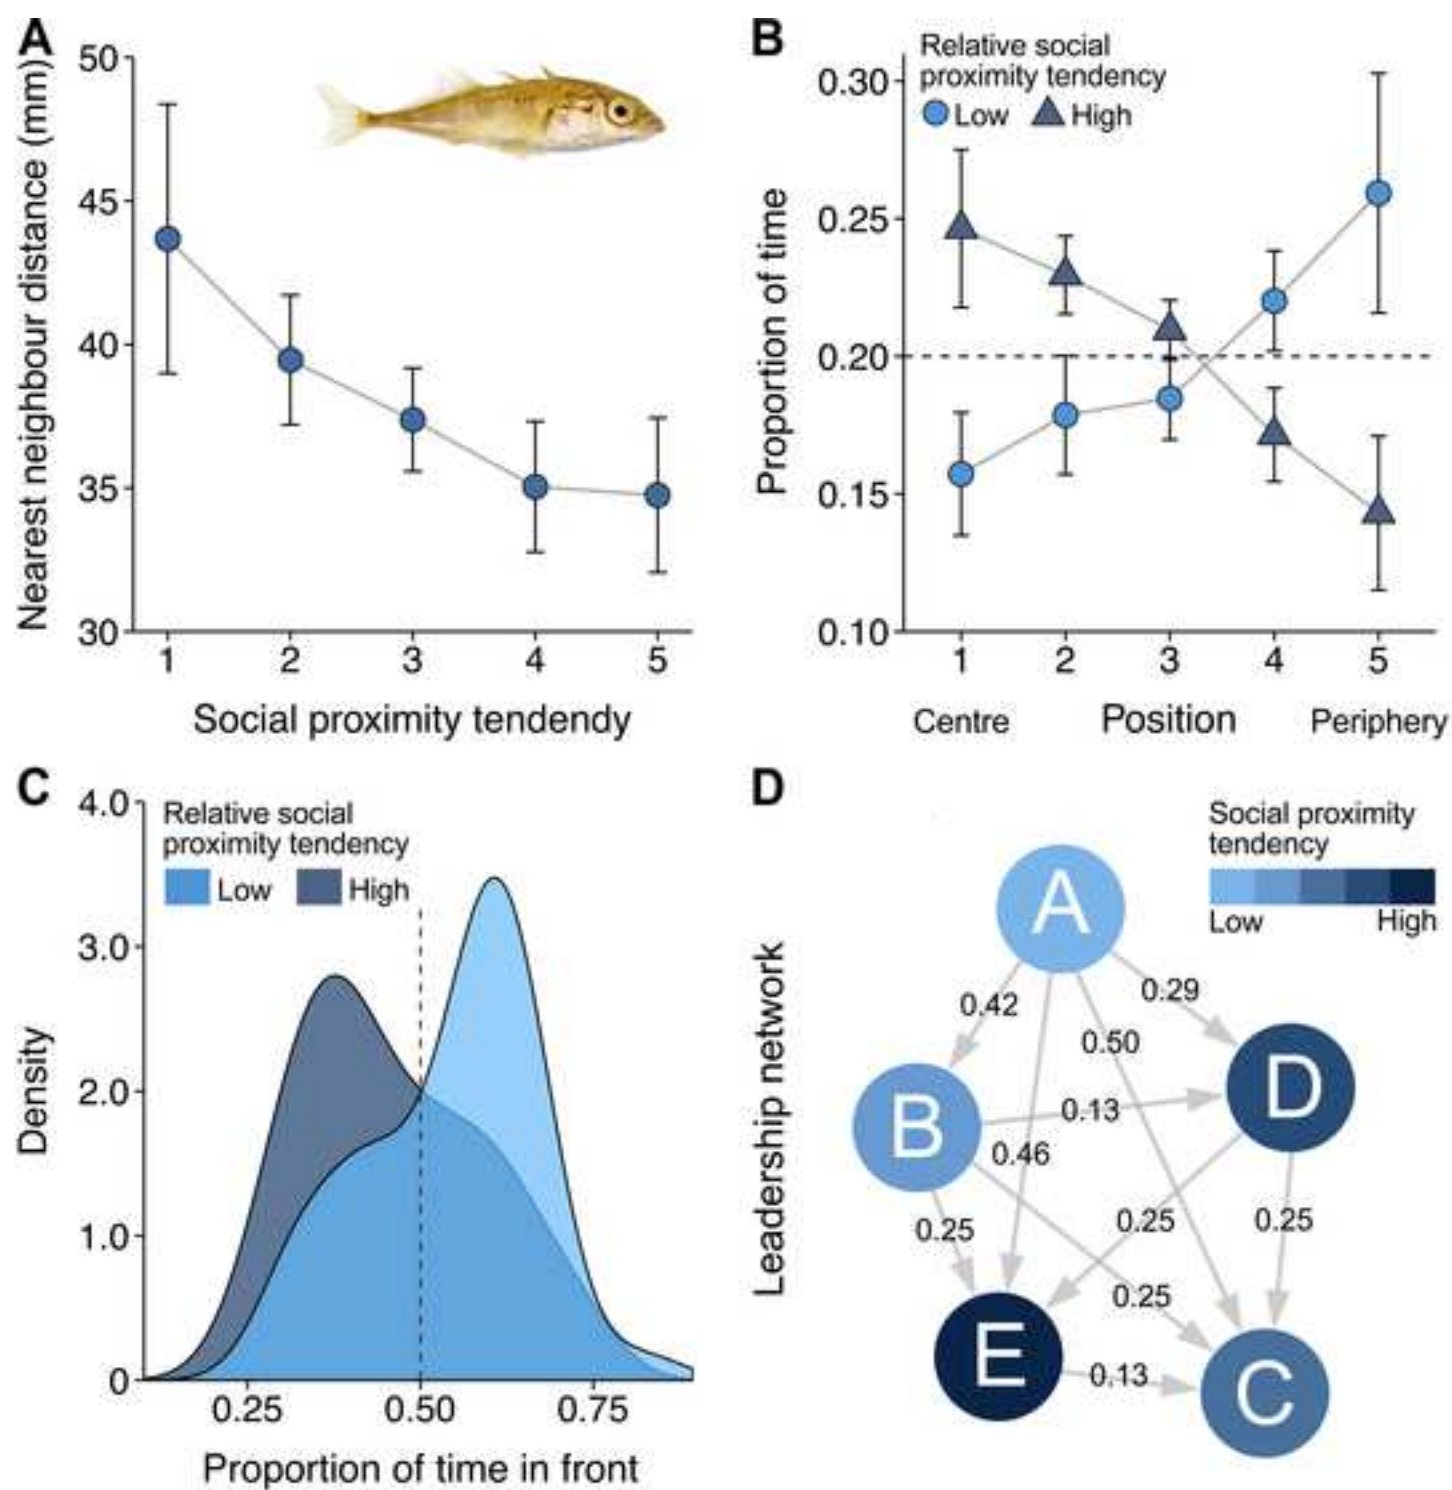 A
Nearest neighbour distance (mm)
50
45
40
35
30
1 2 3 4 5
Social proximity tendendy
B
Relative social
proximity tendency
Low High
Proportion of time
0.30
0.25
0.20
0.15
0.10
1 2 3 4 5
Centre Position Periphery
C
Relative social
proximity tendency
Low High
Density
4.0
3.0
2.0
1.0
0
0.25 0.50 0.75
Proportion of time in front
D
Social proximity
tendency
Low High
Leadership network
A
0.42 0.29
0.50
D
B
0.13
0.46
0.25 0.25 0.25
0.25
E
0.13
C